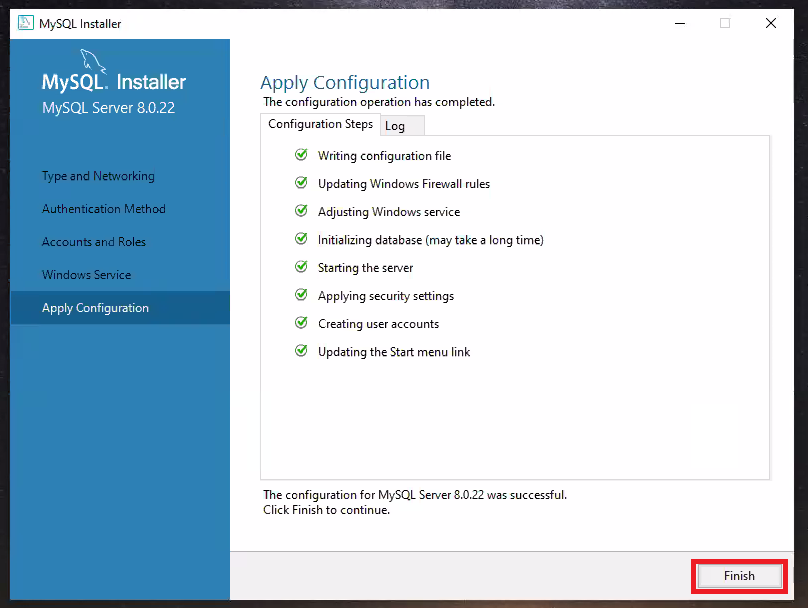 MySQL Installer
MySQL. Installer
MySQL Server 8.0.22
Type and Networking
Authentication Method
Accounts and Roles
Windows Service
Apply Configuration
Apply Configuration
The configuration operation has completed.
Configuration Steps Log
Writing configuration file
Updating Windows Firewall rules
Adjusting Windows service
Initializing database (may take a long time)
Starting the server
Applying security settings
Creating user accounts
Updating the Start menu link
The configuration for MySQL Server 8.0.22 was successful.
Click Finish to continue.
Finish